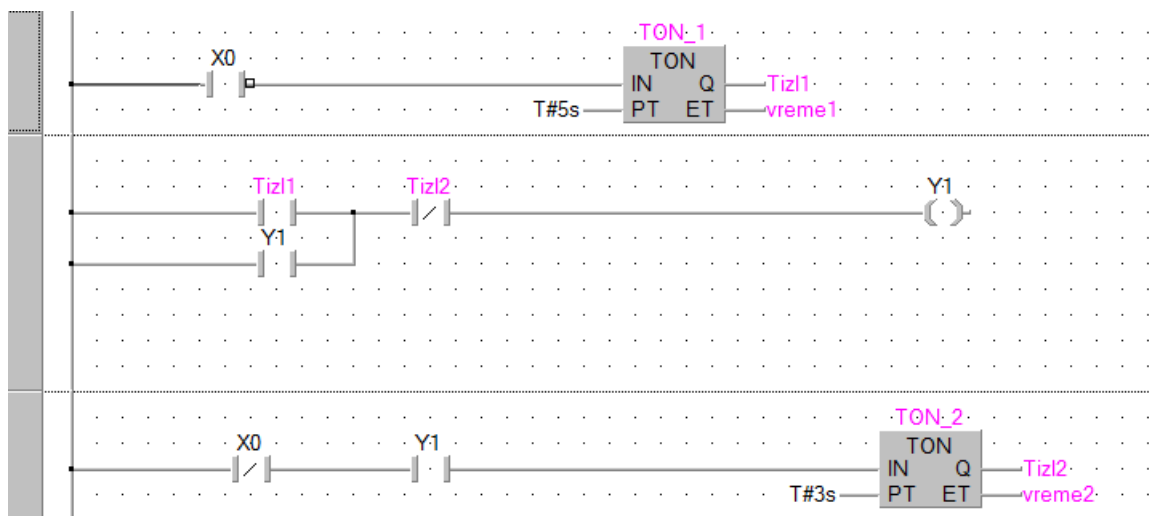 TON_1
X0
TON
IN Q
Tizl1
T#5s
PT ET
vreme1
Tizl1
Tizl2
Y1
Y1
TON_2
X0
Y1
TON
IN Q
Tizl2
T#3s
PT ET
vreme2